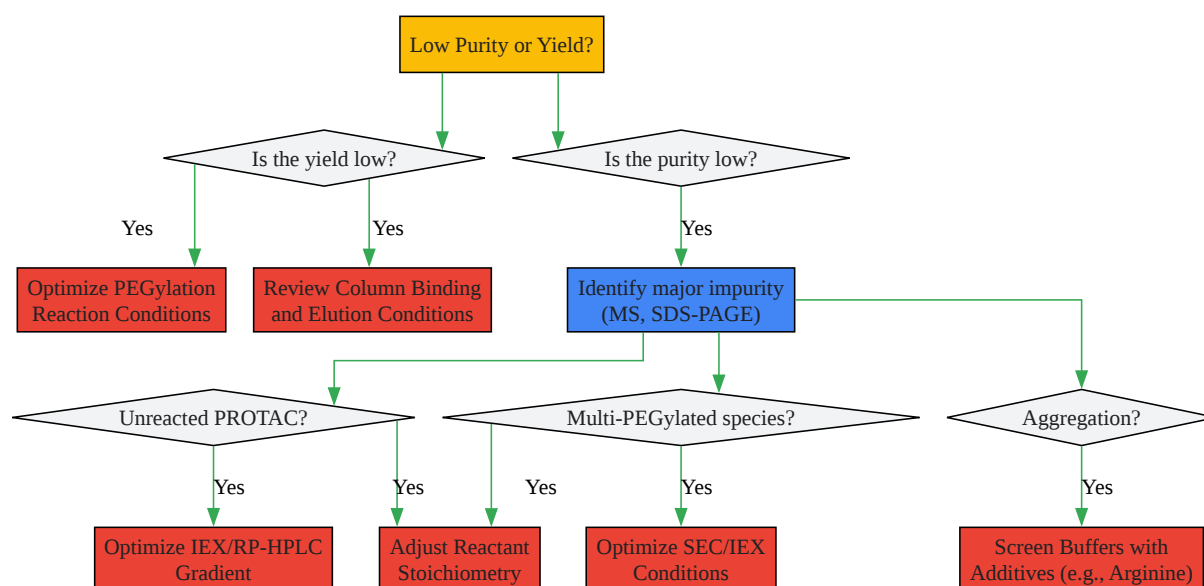 Low Purity or Yield?
Is the yield low?
Is the purity low?
Yes
Yes
Yes
Optimize PEGylation
Reaction Conditions
Review Column Binding
and Elution Conditions
Identify major impurity
(MS, SDS-PAGE)
Unreacted PROTAC?
Multi-PEGylated species?
Aggregation?
Yes
Yes
Yes
Yes
Yes
Optimize IEX/RP-HPLC
Gradient
Adjust Reactant
Stoichiometry
Optimize SEC/IEX
Conditions
Screen Buffers with
Additives (e.g., Arginine)